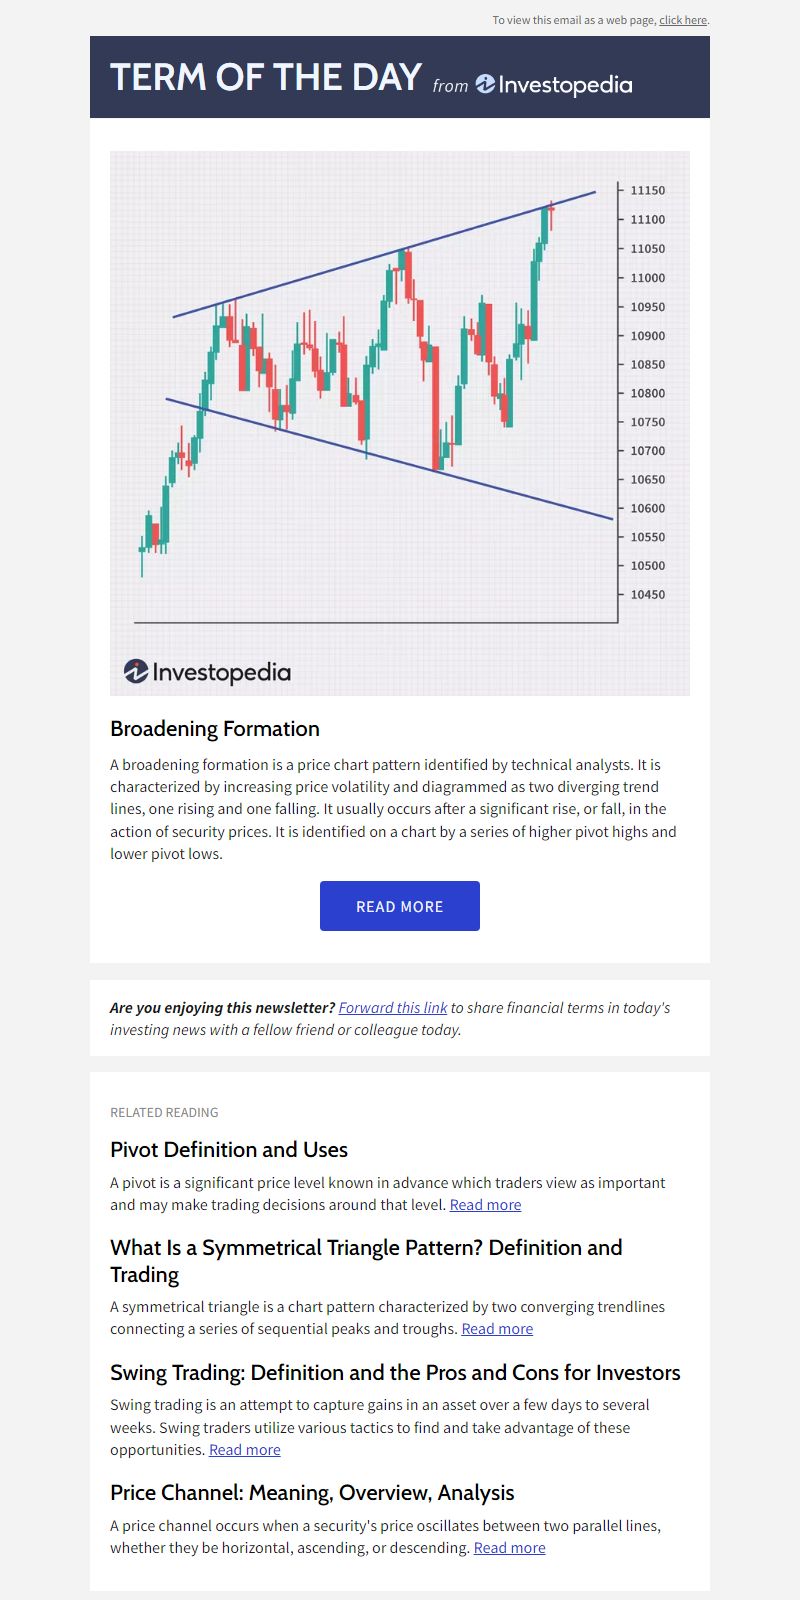 To view this email as a web page, click here.
TERM OF THE DAY from Investopedia
11150
11100
11050
11000
10950
10900
10850
10800
10750
10700
10650
10600
10550
10500
10450
Investopedia
Broadening Formation
A broadening formation is a price chart pattern identified by technical analysts. It is
characterized by increasing price volatility and diagrammed as two diverging trend
lines, one rising and one falling. It usually occurs after a significant rise, or fall, in the
action of security prices. It is identified on a chart by a series of higher pivot highs and
lower pivot lows.
READ MORE
Are you enjoying this newsletter? Forward this link to share financial terms in today's
investing news with a fellow friend or colleague today.
RELATED READING
Pivot Definition and Uses
A pivot is a significant price level known in advance which traders view as important
and may make trading decisions around that level. Read more
What Is a Symmetrical Triangle Pattern? Definition and
Trading
A symmetrical triangle is a chart pattern characterized by two converging trendlines
connecting a series of sequential peaks and troughs. Read more
Swing Trading: Definition and the Pros and Cons for Investors
Swing trading is an attempt to capture gains in an asset over a few days to several
weeks. Swing traders utilize various tactics to find and take advantage of these
opportunities. Read more
Price Channel: Meaning, Overview, Analysis
A price channel occurs when a security's price oscillates between two parallel lines,
whether they be horizontal, ascending, or descending. Read more